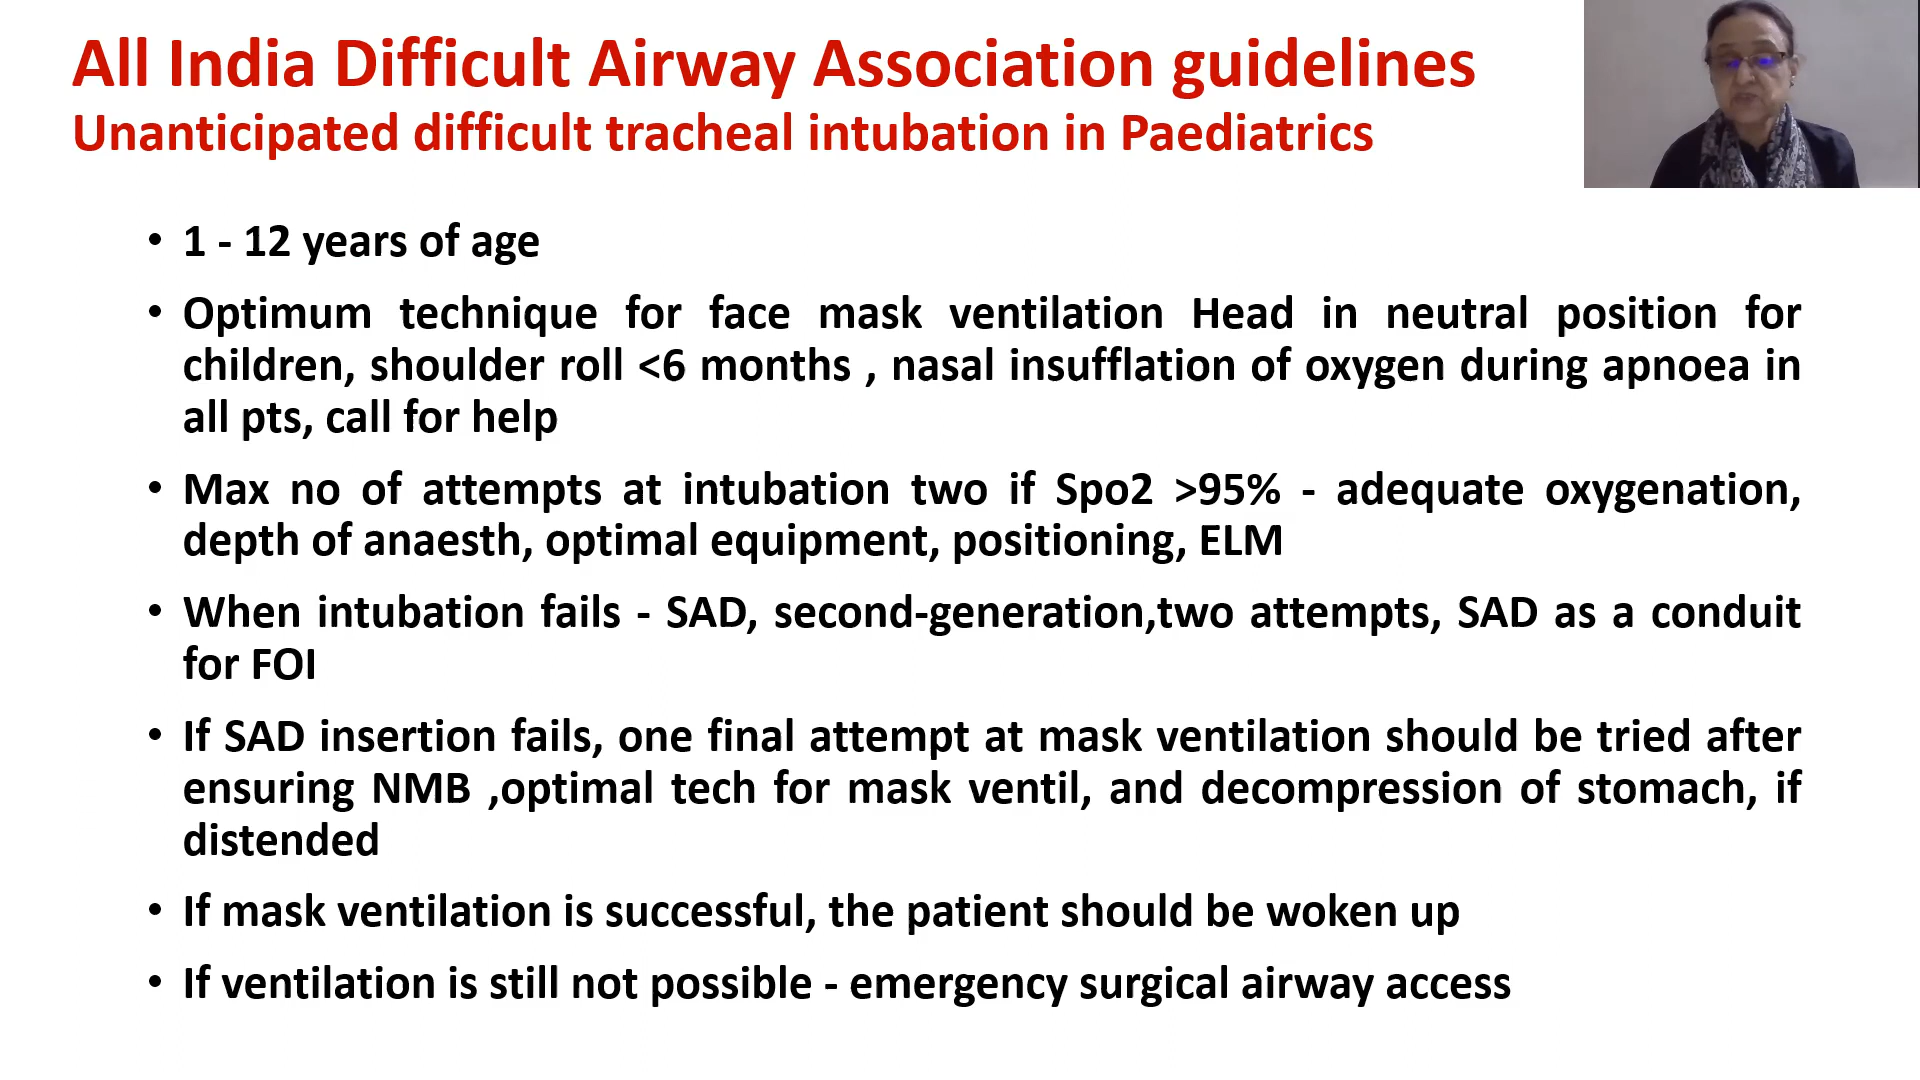 All India Difficult Airway Association guidelines
Unanticipated difficult tracheal intubation in Paediatrics
• 1 - 12 years of age
• Optimum technique for face mask ventilation Head in neutral position for
children, shoulder roll <6 months , nasal insufflation of oxygen during apnoea in
all pts, call for help
• Max no of attempts at intubation two if Spo2 >95% - adequate oxygenation,
depth of anaesth, optimal equipment, positioning, ELM
• When intubation fails - SAD, second-generation,two attempts, SAD as a conduit
for FOI
• If SAD insertion fails, one final attempt at mask ventilation should be tried after
ensuring NMB ,optimal tech for mask ventil, and decompression of stomach, if
distended
• If mask ventilation is successful, the patient should be woken up
• If ventilation is still not possible - emergency surgical airway access